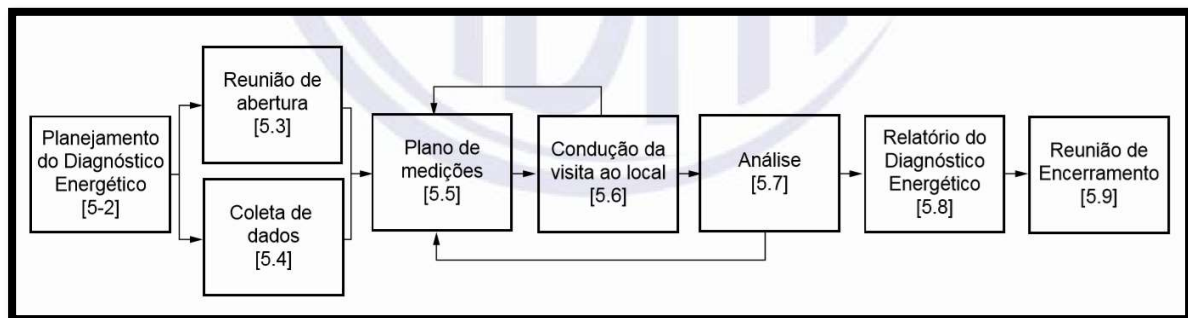 Planejamento
do Diagnóstico
Energético
[5-2]
Reunião de
abertura
[5.3]
Coleta de
dados
[5.4]
Plano de
medições
[5.5]
Condução da
visita ao local
[5.6]
Análise
[5.7]
Relatório do
Diagnóstico
Energético
[5.8]
Reunião de
Encerramento
[5.9]